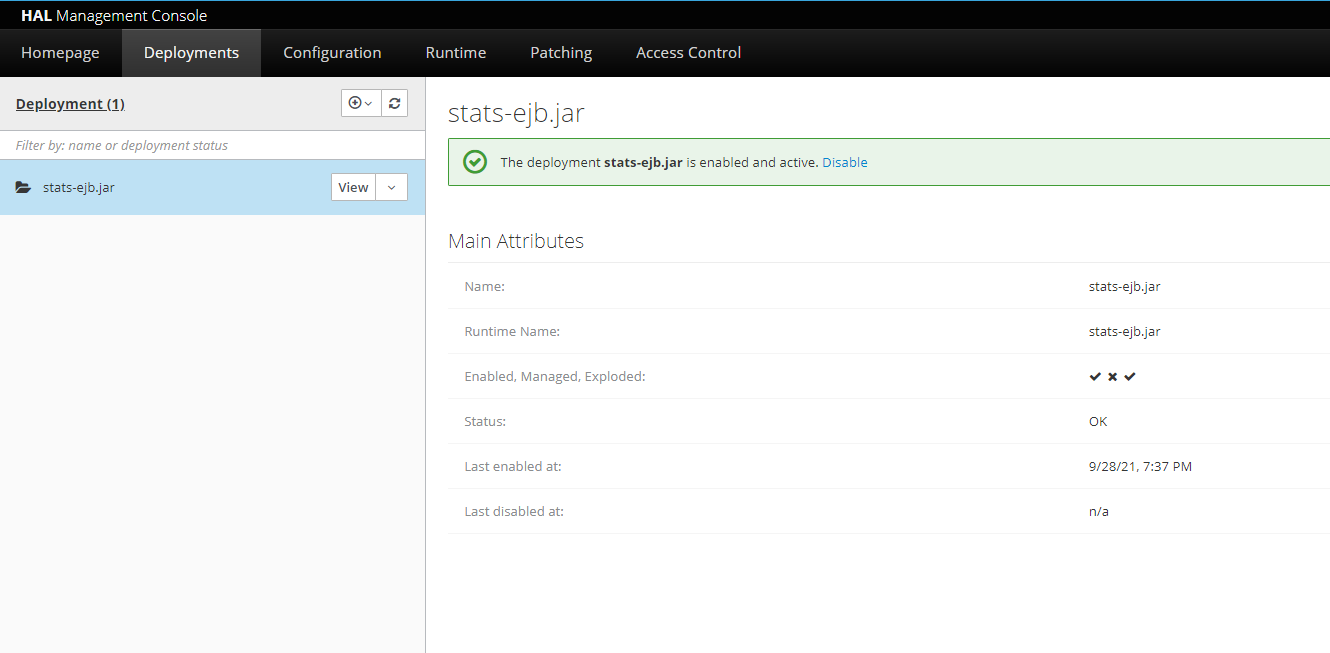 HAL Management Console
Homepage Deployments Configuration Runtime Patching Access Control
Deployment (1)
Filter by: name or deployment status
stats-ejb.jar View
stats-ejb.jar
The deployment stats-ejb.jar is enabled and active. Disable
Main Attributes
Name: stats-ejb.jar
Runtime Name: stats-ejb.jar
Enabled, Managed, Exploded:
Status: OK
Last enabled at: 9/28/21, 7:37 PM
Last disabled at: n/a